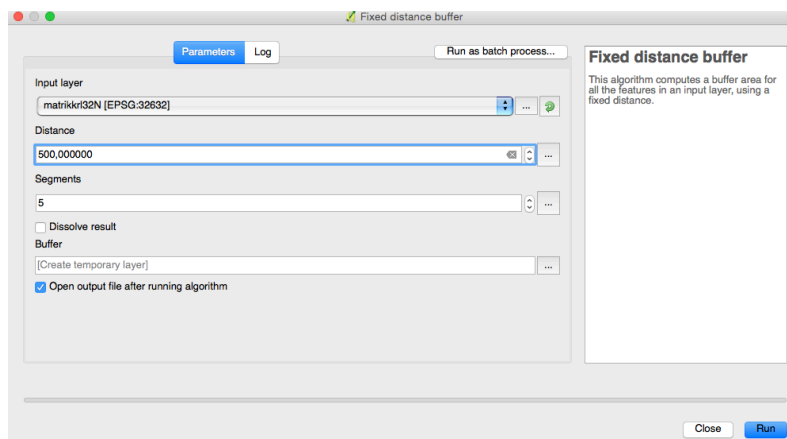 Fixed distance buffer
Parameters
Log
Run as batch process...
Input layer
matrikkrl32N [EPSG:32632]
...
Distance
500,000000
...
Segments
5
...
Dissolve result
Buffer
[Create temporary layer]
...
Open output file after running algorithm
Fixed distance buffer
This algorithm computes a buffer area for
all the features in an input layer, using a
fixed distance.
Close
Run